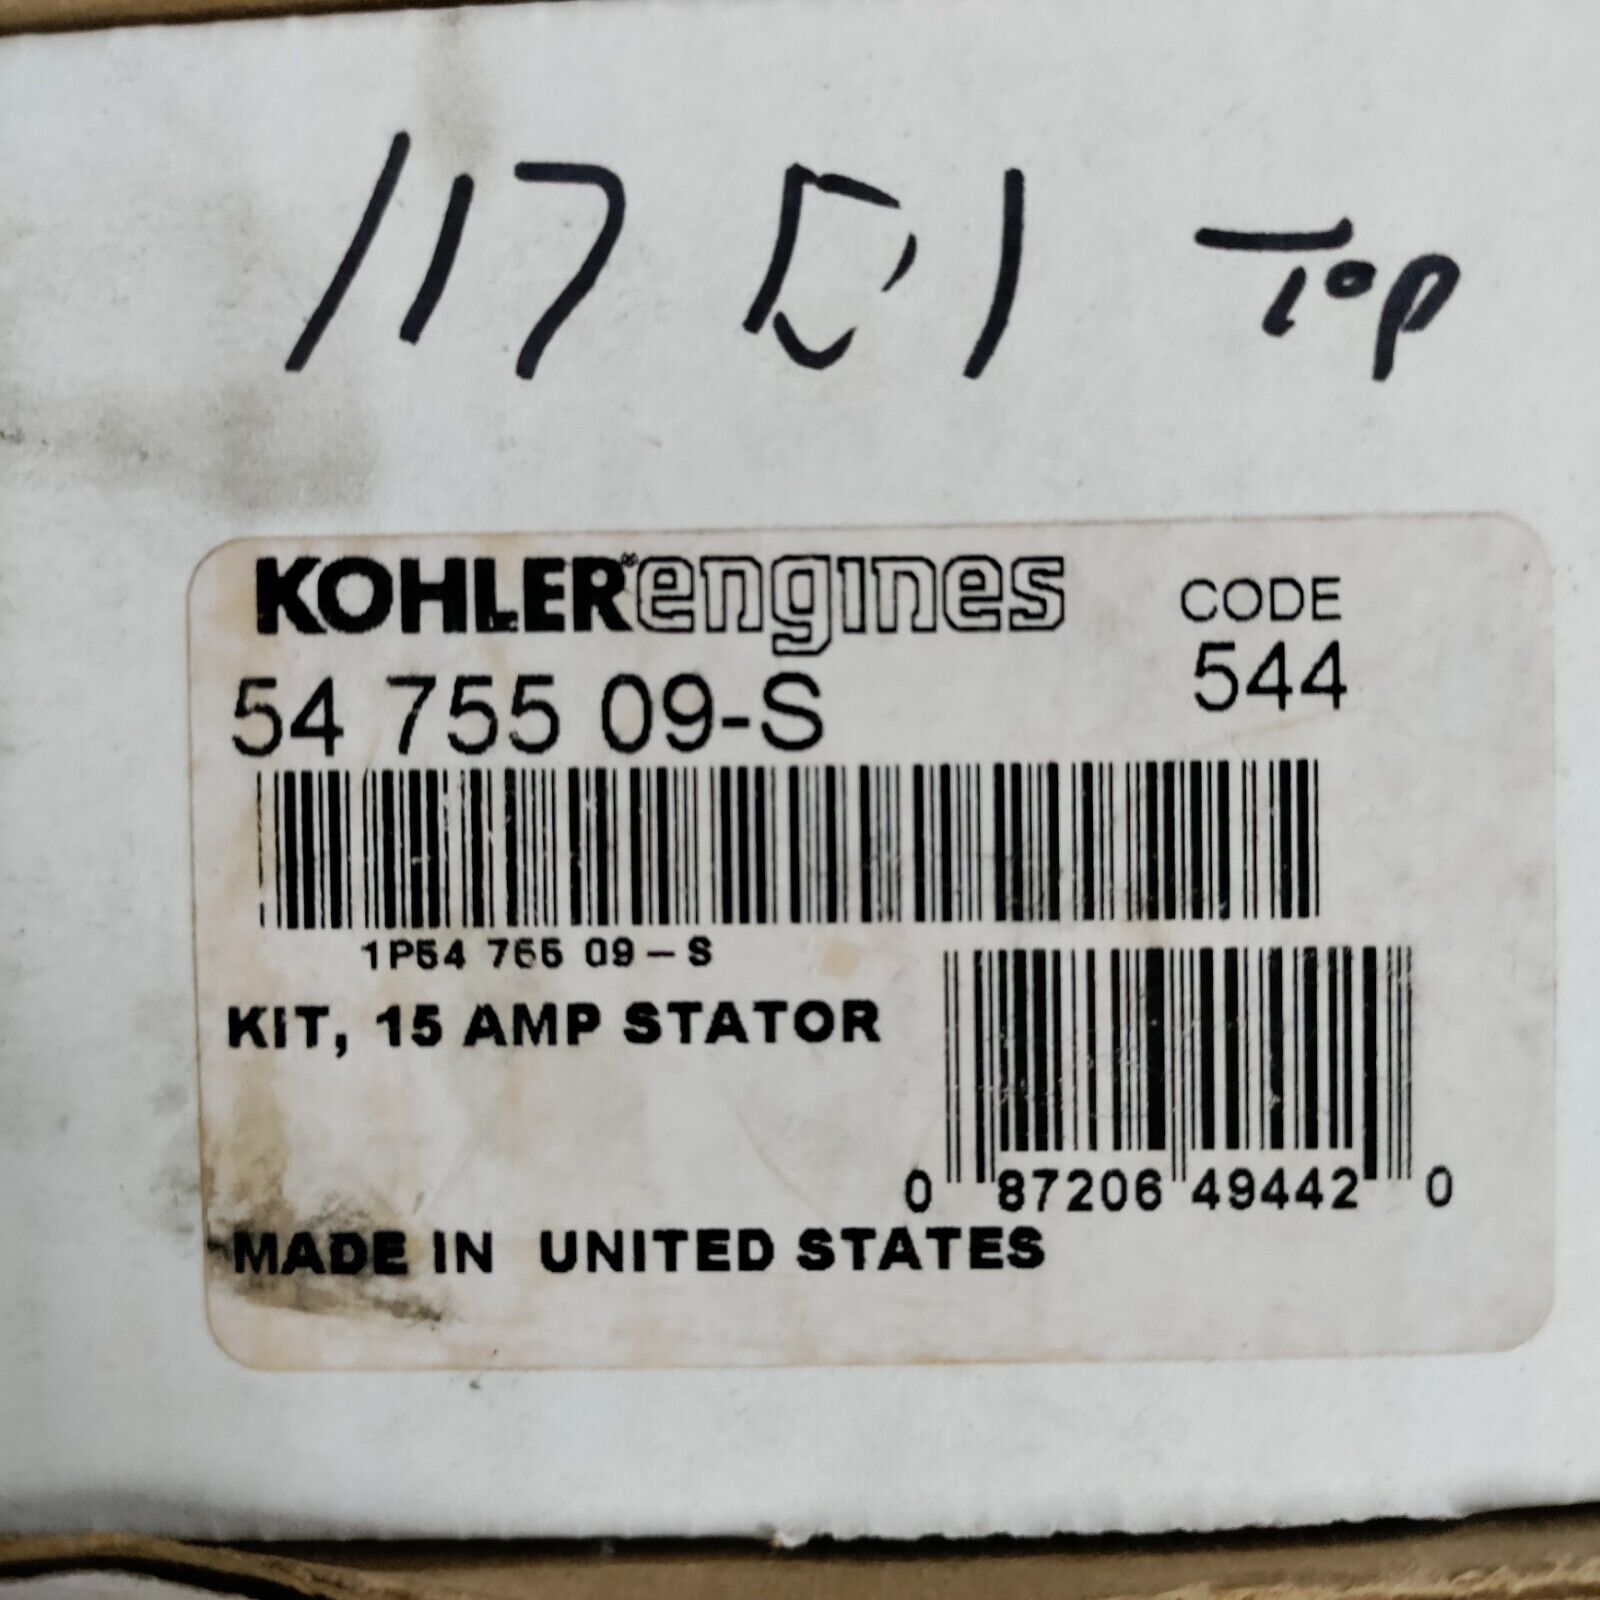 117 D1 Top
KOHLER® engines
CODE
54 755 09-S
544
1P54 755 09-S
KIT, 15 AMP STATOR
0 87206 49442 0
MADE IN UNITED STATES